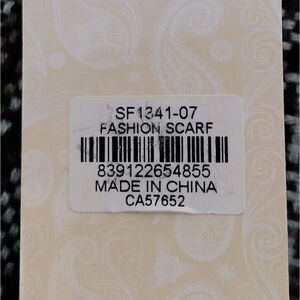 SF1341-07
FASHION SCARF
839122654855
MADE IN CHINA
CA57652